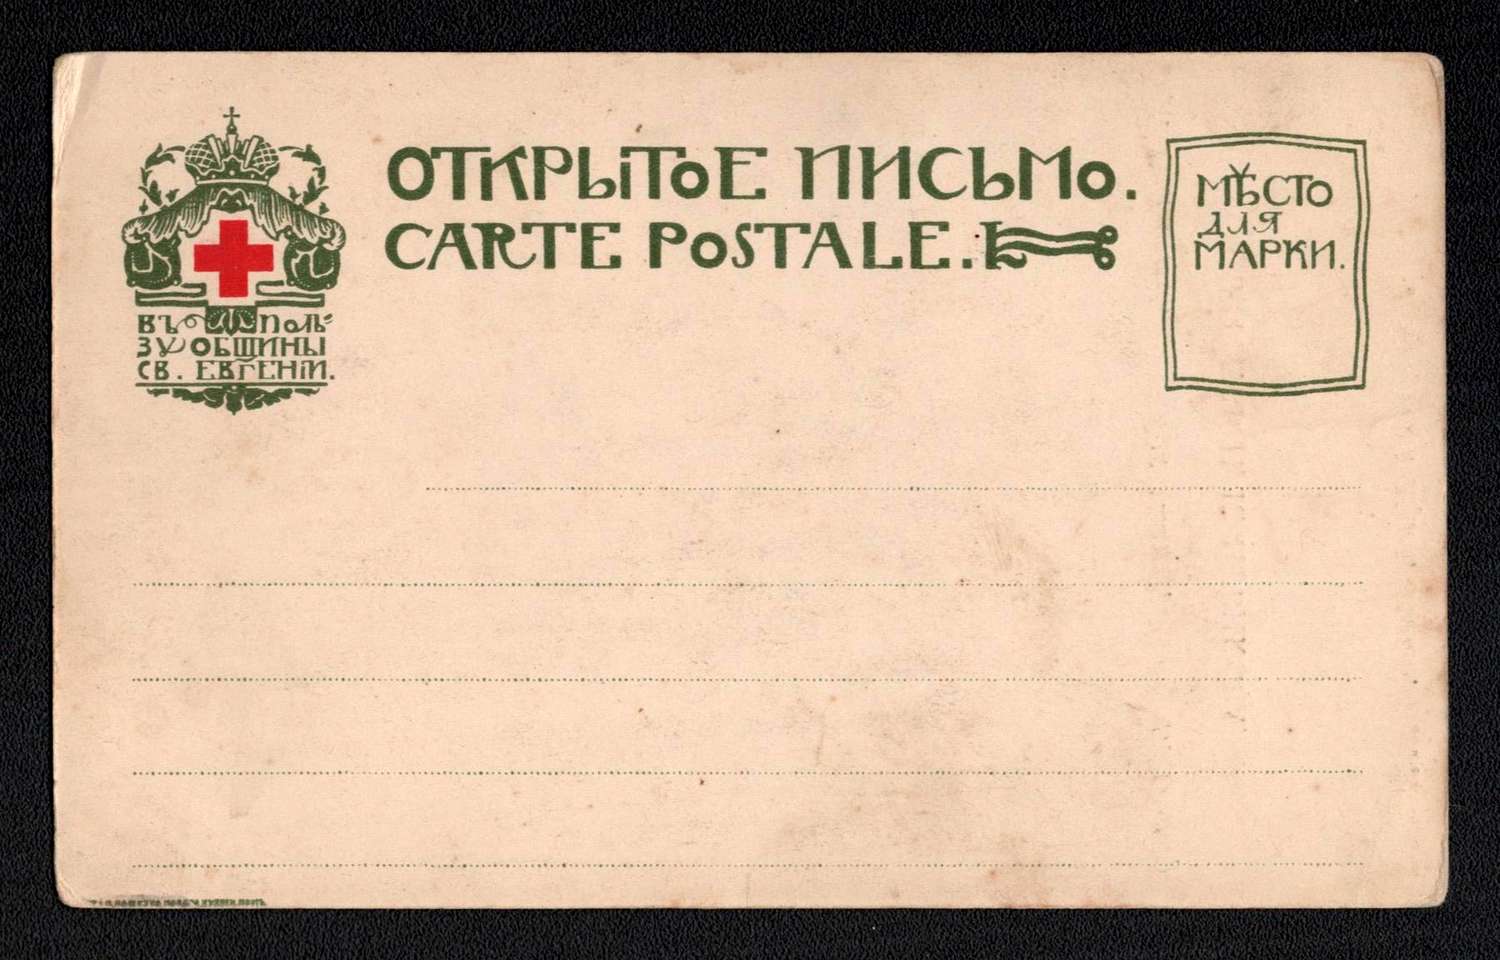 ОТКРЫТОЕ ПИСЬМО.
CARTE POSTALE.
МѢСТО
ДЛЯ
МАРКИ.
ВЪ ПОЛЬ-
ЗУ ОБЩИНЫ
СВ. ЕВГЕНІИ.